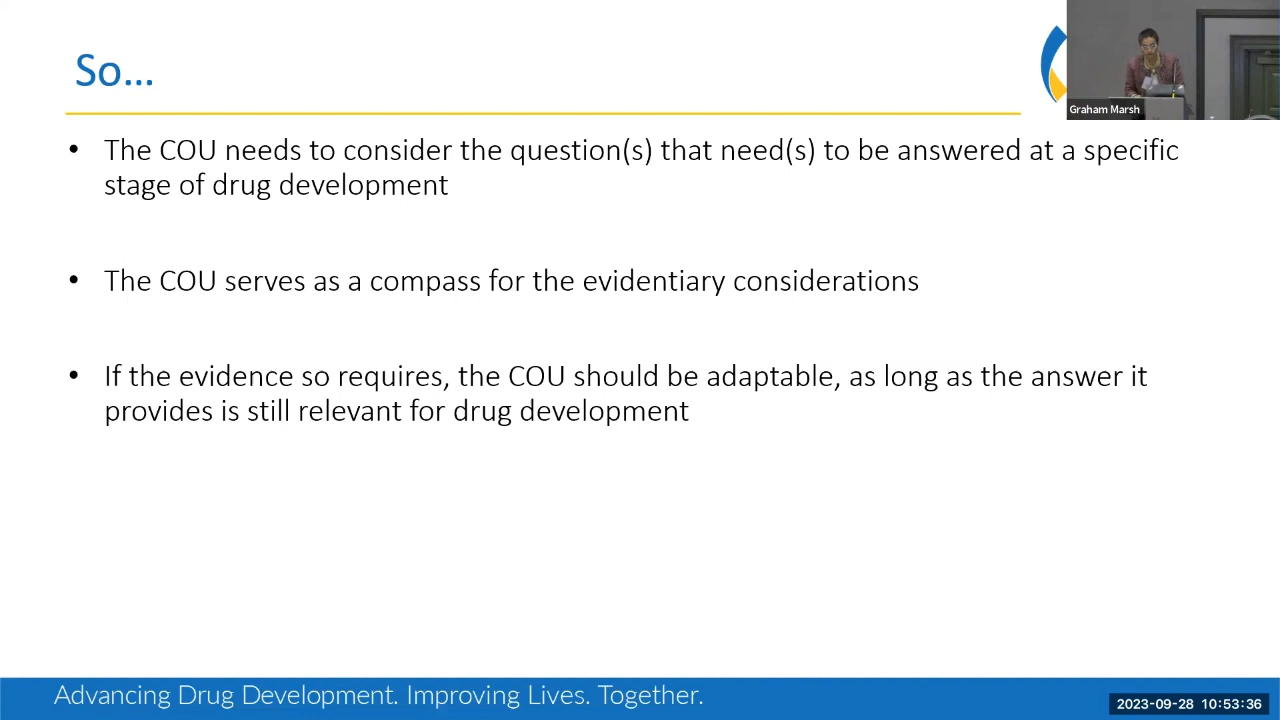 So…
Graham Marsh
• The COU needs to consider the question(s) that need(s) to be answered at a specific
stage of drug development
• The COU serves as a compass for the evidentiary considerations
• If the evidence so requires, the COU should be adaptable, as long as the answer it
provides is still relevant for drug development
Advancing Drug Development. Improving Lives. Together.
2023-09-28 10:53:36